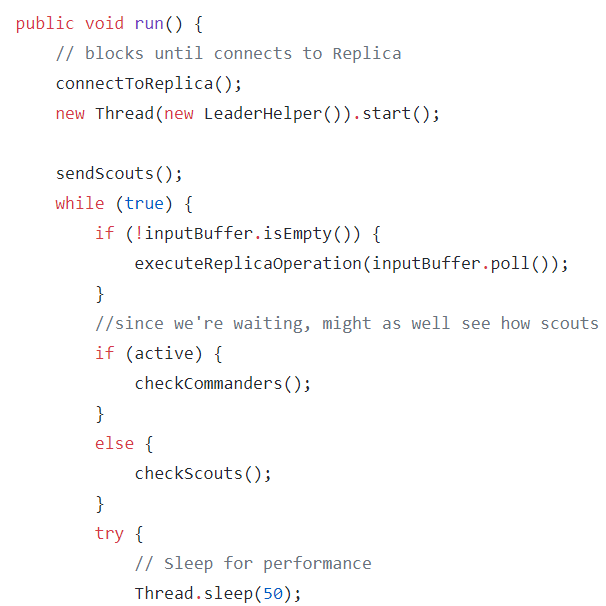 public void run() {
    // blocks until connects to Replica
    connectToReplica();
    new Thread(new LeaderHelper()).start();

    sendScouts();
    while (true) {
        if (!inputBuffer.isEmpty()) {
            executeReplicaOperation(inputBuffer.poll());
        }
        //since we're waiting, might as well see how scouts
        if (active) {
            checkCommanders();
        }
        else {
            checkScouts();
        }
        try {
            // Sleep for performance
            Thread.sleep(50);